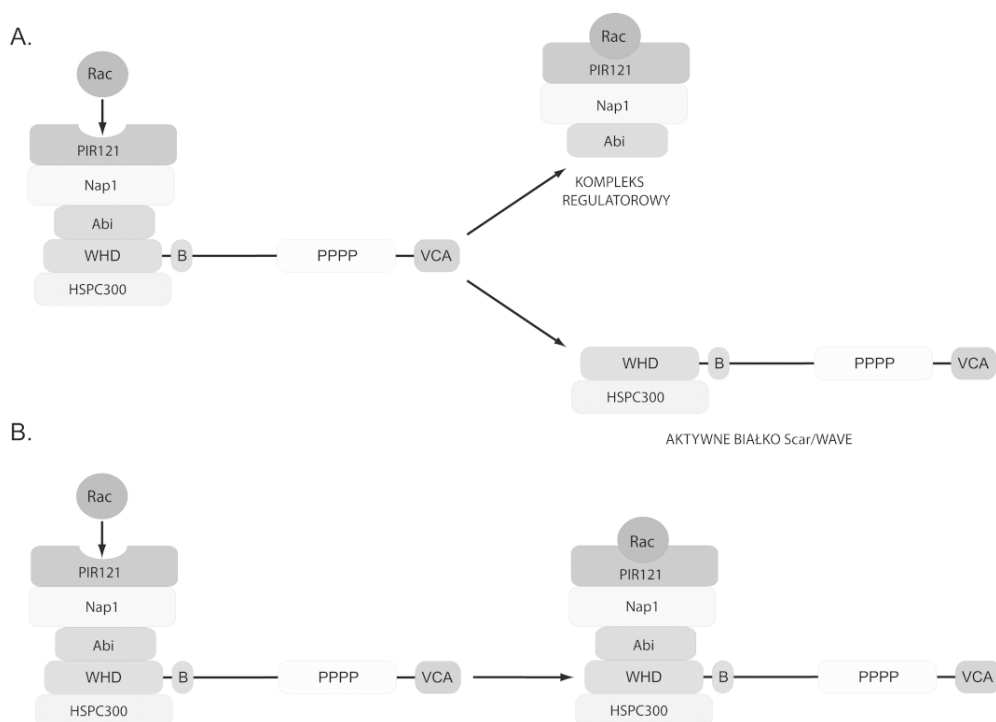 A.
Rac
PIR121
Nap1
Abi
WHD B PPPP VCA
HSPC300
Rac
PIR121
Nap1
Abi
KOMPLEKS
REGULATOROWY
WHD B PPPP VCA
HSPC300
AKTYWNE BIAŁKO Scar/WAVE
B.
Rac
PIR121
Nap1
Abi
WHD B PPPP VCA
HSPC300
Rac
PIR121
Nap1
Abi
WHD B PPPP VCA
HSPC300